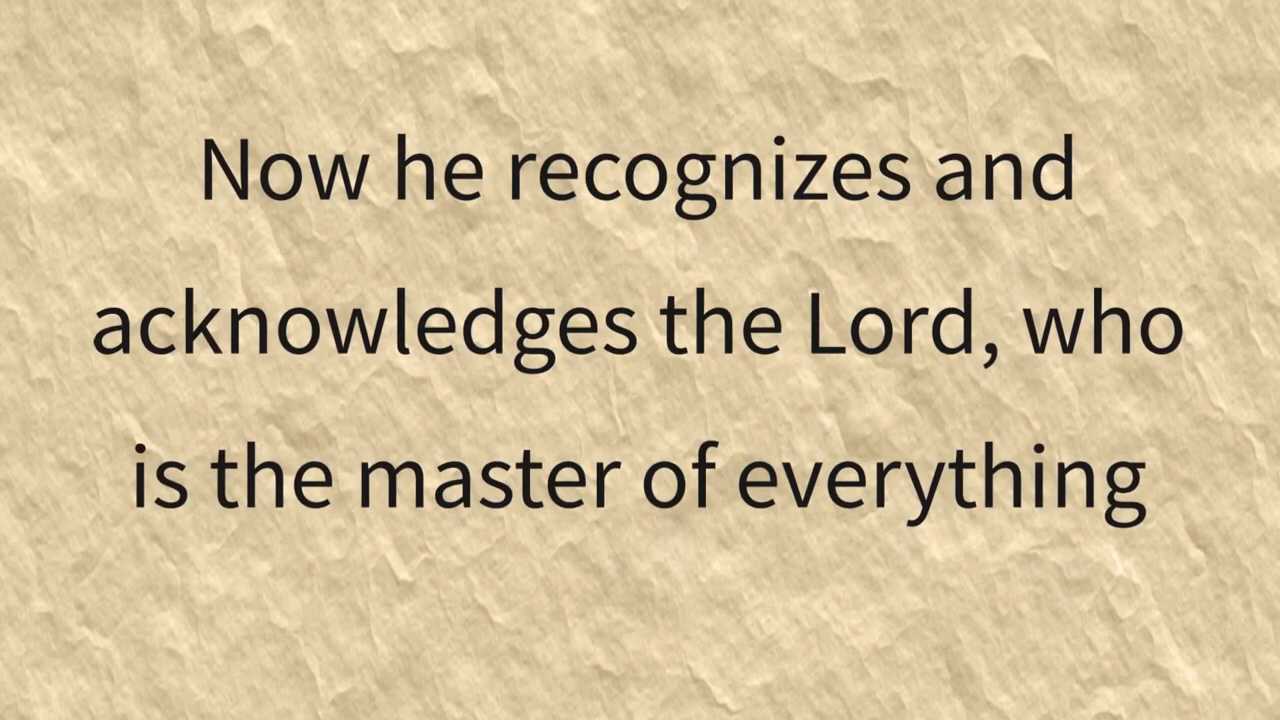 Now he recognizes and
acknowledges the Lord, who
is the master of everything